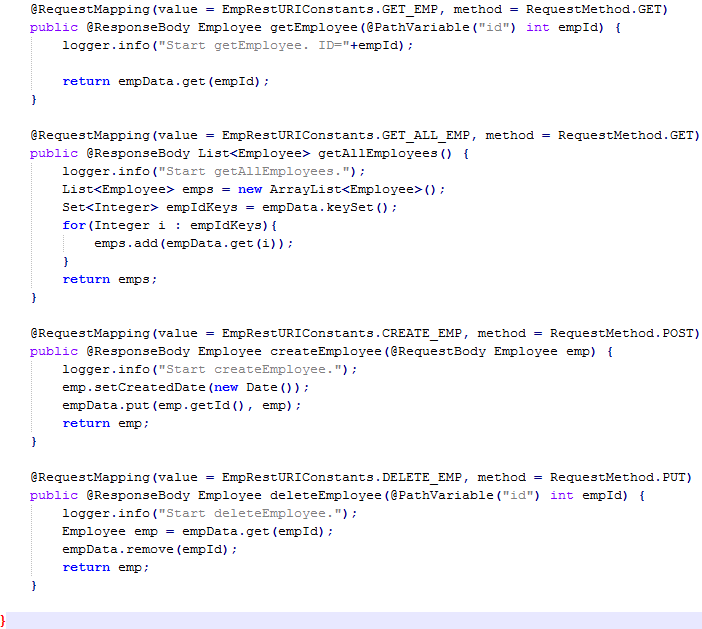 @RequestMapping(value = EmpRestURIConstants.GET_EMP, method = RequestMethod.GET)
public @ResponseBody Employee getEmployee(@PathVariable("id") int empId) {
    logger.info("Start getEmployee. ID="+empId);

    return empData.get(empId);
}

@RequestMapping(value = EmpRestURIConstants.GET_ALL_EMP, method = RequestMethod.GET)
public @ResponseBody List<Employee> getAllEmployees() {
    logger.info("Start getAllEmployees.");
    List<Employee> emps = new ArrayList<Employee>();
    Set<Integer> empIdKeys = empData.keySet();
    for(Integer i : empIdKeys){
        emps.add(empData.get(i));
    }
    return emps;
}

@RequestMapping(value = EmpRestURIConstants.CREATE_EMP, method = RequestMethod.POST)
public @ResponseBody Employee createEmployee(@RequestBody Employee emp) {
    logger.info("Start createEmployee.");
    emp.setCreatedDate(new Date());
    empData.put(emp.getId(), emp);
    return emp;
}

@RequestMapping(value = EmpRestURIConstants.DELETE_EMP, method = RequestMethod.PUT)
public @ResponseBody Employee deleteEmployee(@PathVariable("id") int empId) {
    logger.info("Start deleteEmployee.");
    Employee emp = empData.get(empId);
    empData.remove(empId);
    return emp;
}

}